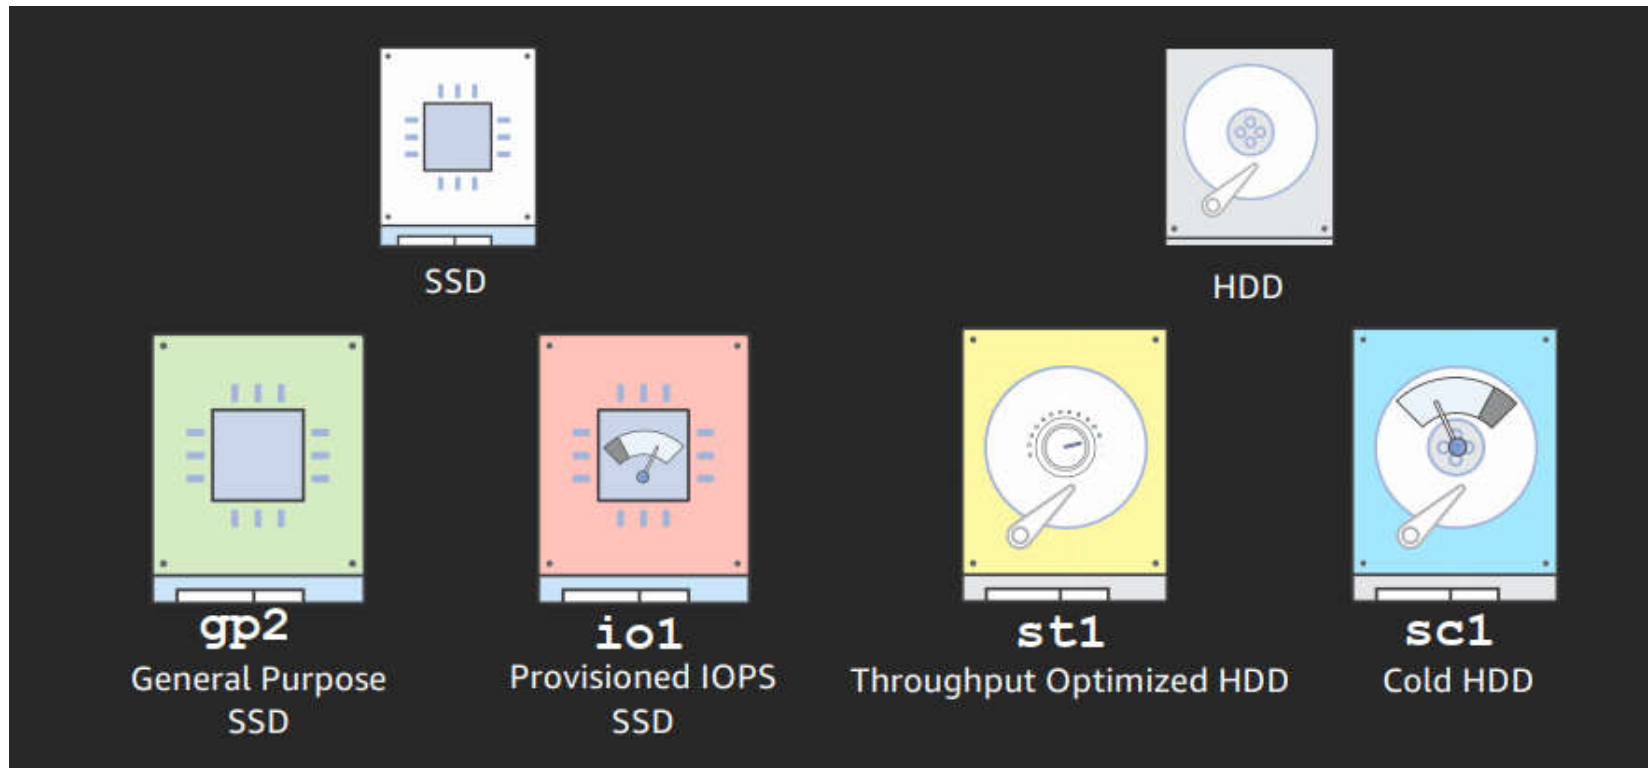 SSD
HDD
gp2
General Purpose
SSD
io1
Provisioned IOPS
SSD
st1
Throughput Optimized HDD
sc1
Cold HDD